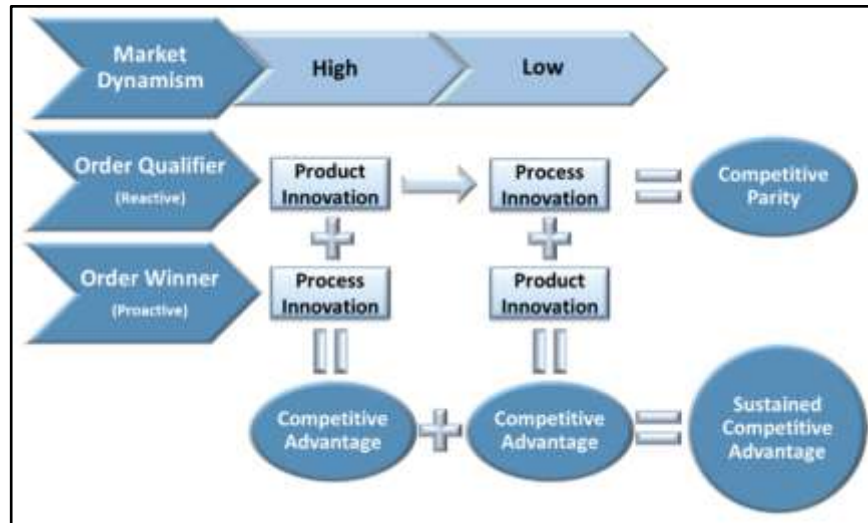 Market
Dynamism
High
Low
Order Qualifier
(Reactive)
Product
Innovation
Process
Innovation
Competitive
Parity
Order Winner
(Proactive)
Process
Innovation
Product
Innovation
Competitive
Advantage
Competitive
Advantage
Sustained
Competitive
Advantage